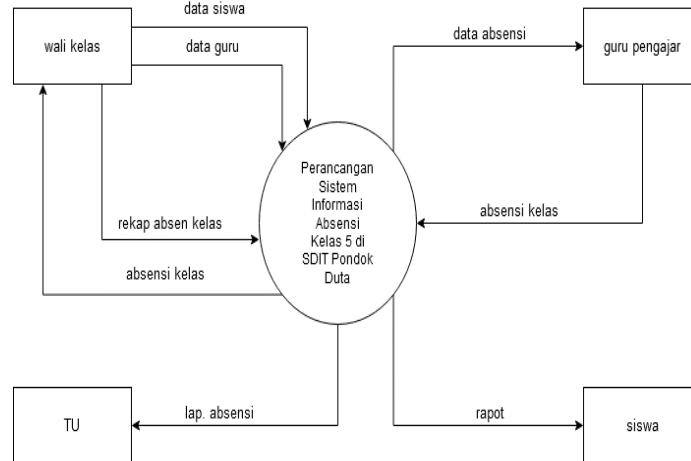 data siswa
wali kelas
data guru
data absensi
guru pengajar
Perancangan
Sistem
Informasi
Absensi
Kelas 5 di
SDIT Pondok
Duta
rekap absen kelas
absensi kelas
absensi kelas
TU
lap. absensi
rapot
siswa